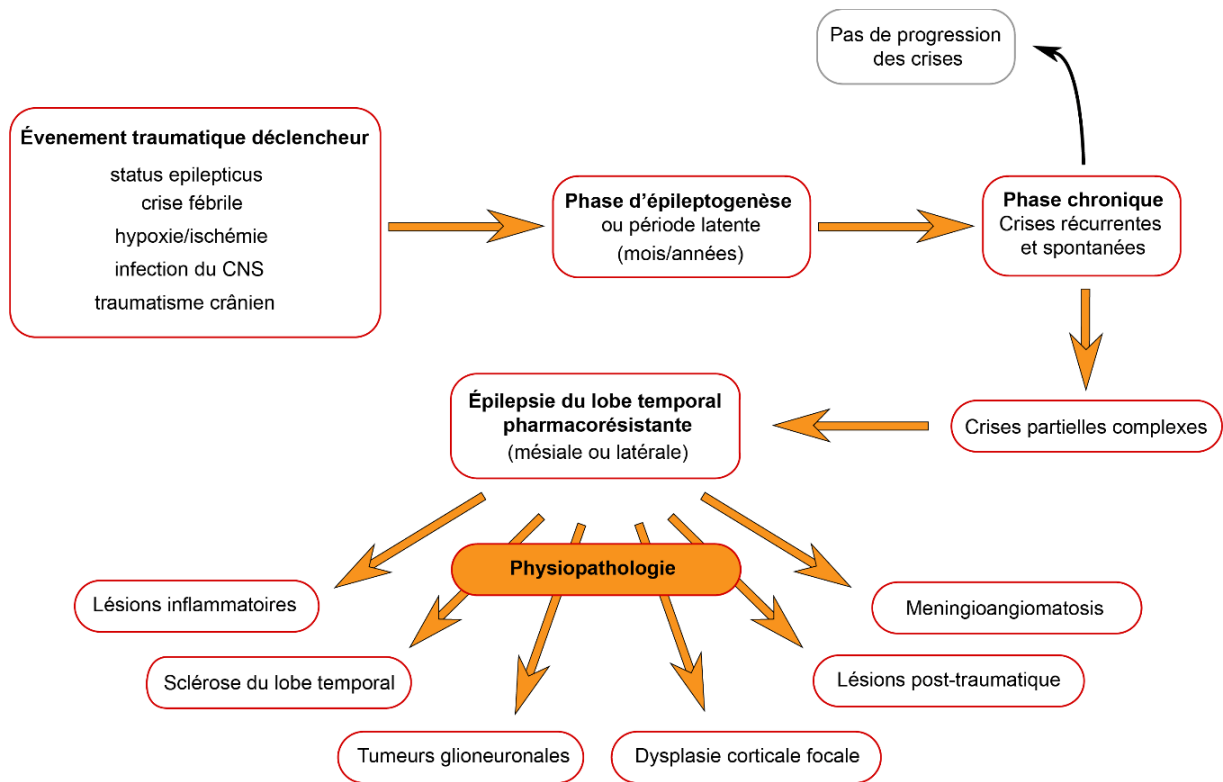 Pas de progression
des crises
Évenement traumatique déclencheur
status epilepticus
crise fébrile
hypoxie/ischémie
infection du CNS
traumatisme crânien
Phase d'épileptogenèse
ou période latente
(mois/années)
Phase chronique
Crises récurrentes
et spontanées
Crises partielles complexes
Épilepsie du lobe temporal
pharmacorésistante
(mésiale ou latérale)
Physiopathologie
Lésions inflammatoires
Sclérose du lobe temporal
Tumeurs glioneuronales
Dysplasie corticale focale
Lésions post-traumatique
Meningioangiomatosis